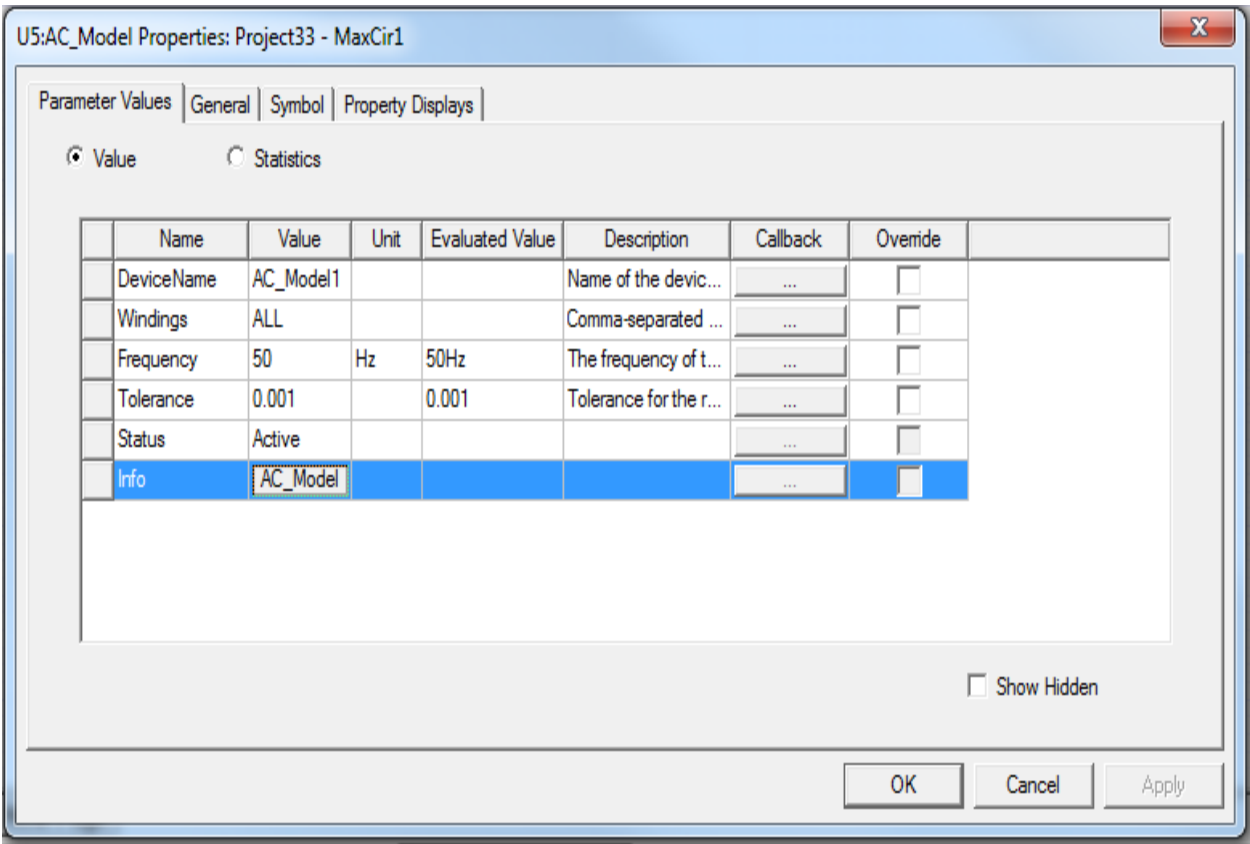 U5:AC_Model Properties: Project33 - MaxCir1
X
Parameter Values General Symbol Property Displays
Value Statistics
Name Value Unit Evaluated Value Description Callback Override
DeviceName AC_Model1 Name of the devic... ...
Windings ALL Comma-separated ... ...
Frequency 50 Hz 50Hz The frequency of t... ...
Tolerance 0.001 0.001 Tolerance for the r... ...
Status Active ...
Info AC_Model ...
Show Hidden
OK Cancel Apply